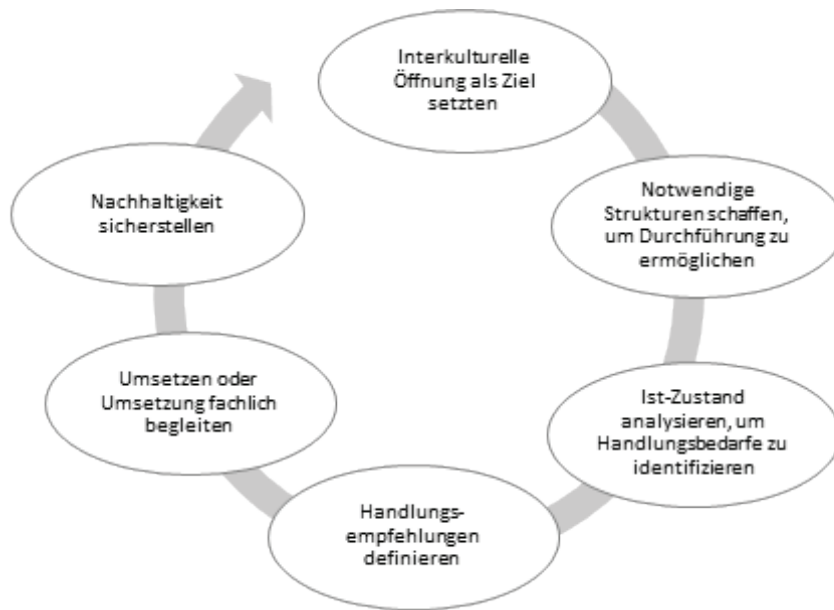 Interkulturelle
Öffnung als Ziel
setzten
Notwendige
Strukturen schaffen,
um Durchführung zu
ermöglichen
Ist-Zustand
analysieren, um
Handlungsbedarfe zu
identifizieren
Handlungs-
empfehlungen
definieren
Umsetzen oder
Umsetzung fachlich
begleiten
Nachhaltigkeit
sicherstellen